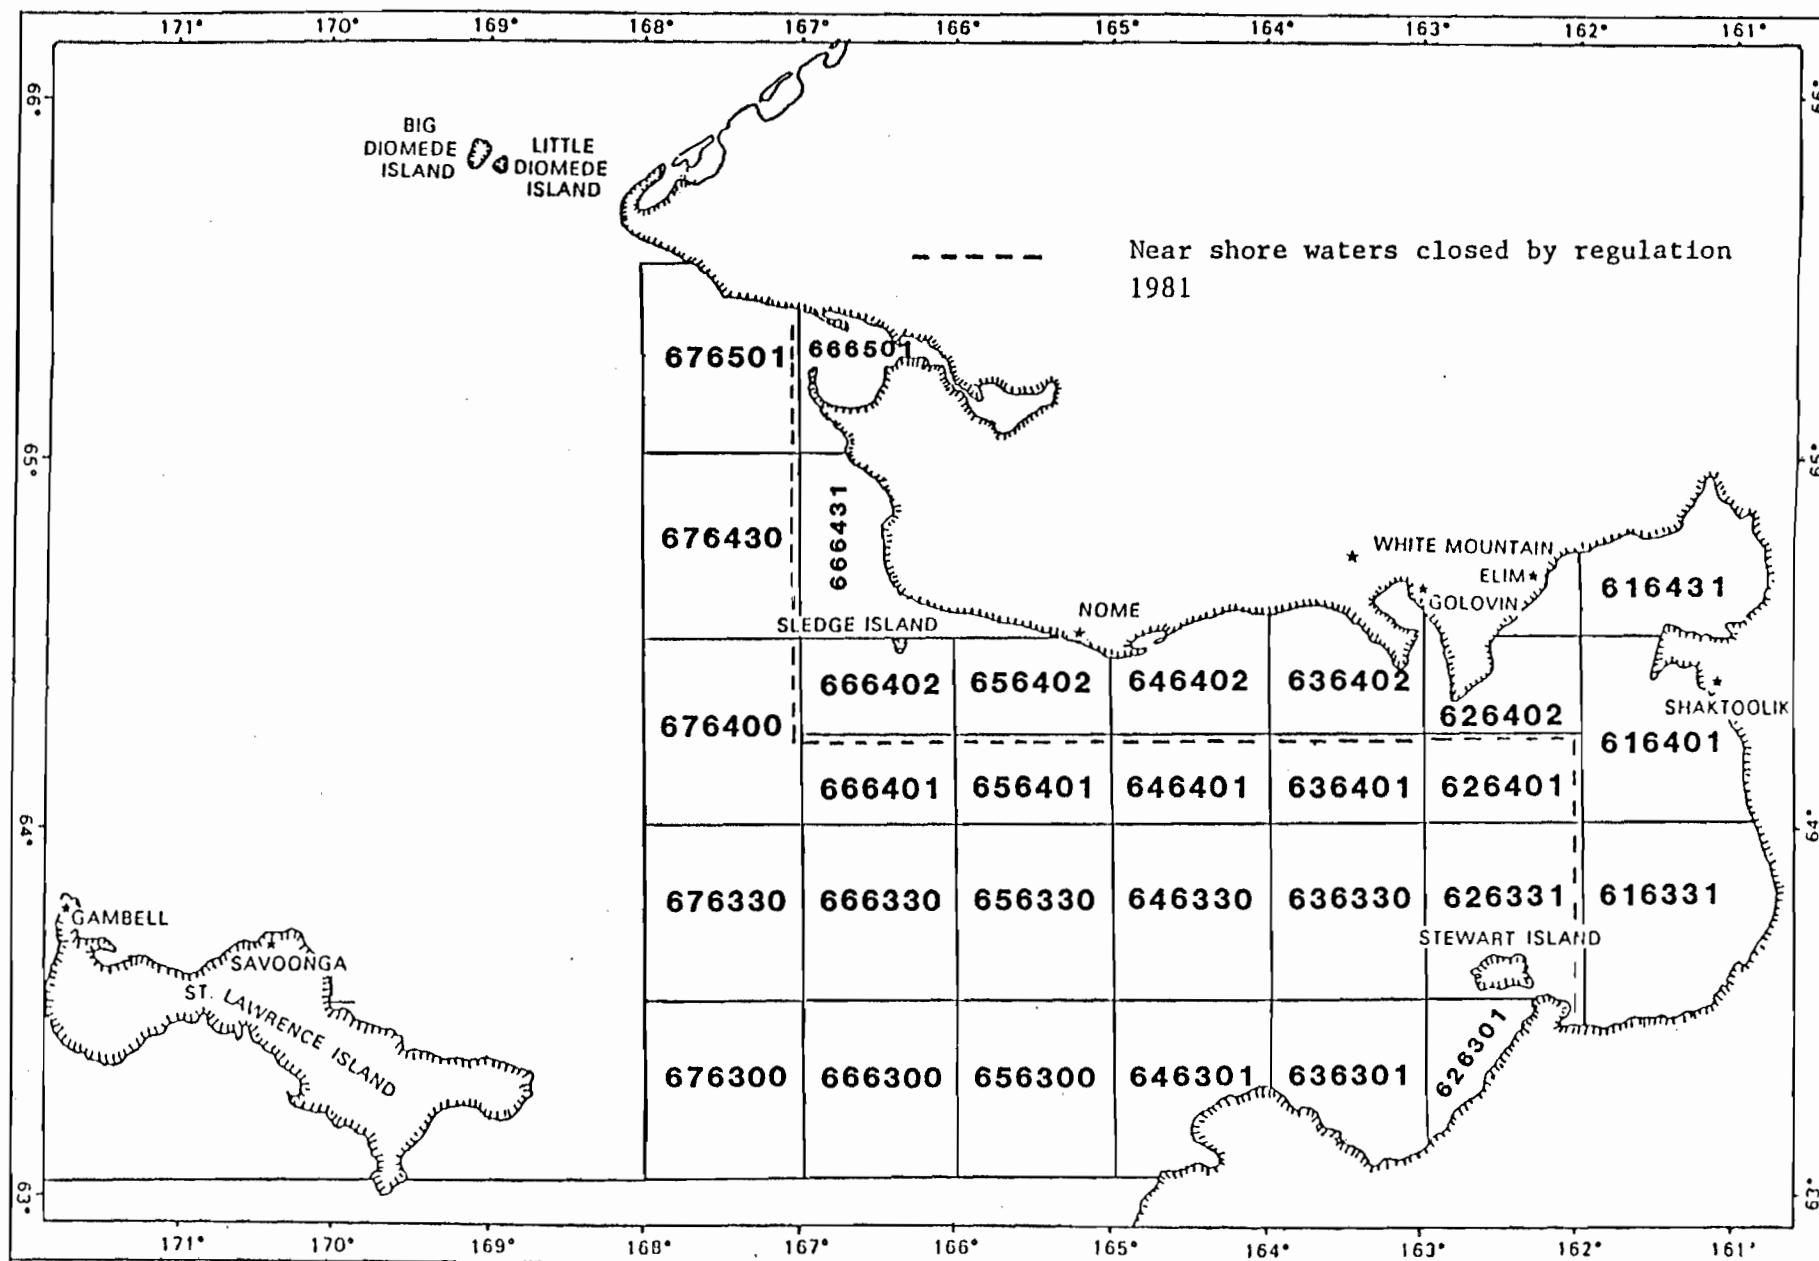 171° 170° 169° 168° 167° 166° 165° 164° 163° 162° 161°
66° 66°
BIG
DIOMEDE
ISLAND
LITTLE
DIOMEDE
ISLAND
Near shore waters closed by regulation
1981
676501 666501
65° 65°
676430 666431
WHITE MOUNTAIN
ELIM
GOLOVIN
616431
NOME
SLEDGE ISLAND
666402 656402 646402 636402
626402
SHAKTOOLIK
676400
616401
666401 656401 646401 636401 626401
64° 64°
676330 666330 656330 646330 636330 626331 616331
GAMBELL
STEWART ISLAND
SAVOONGA
ST. LAWRENCE ISLAND
676300 666300 656300 646301 636301 626301
63° 63°
171° 170° 169° 168° 167° 166° 165° 164° 163° 162° 161°